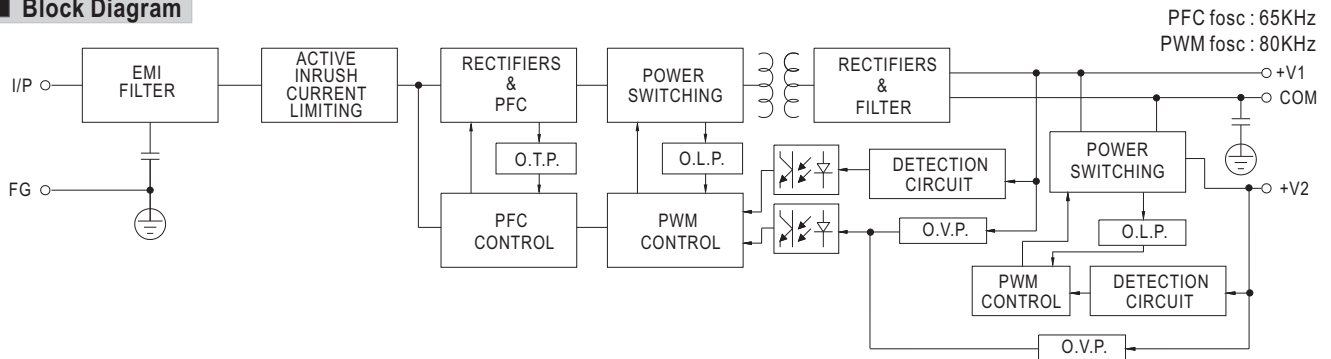 Block Diagram
PFC fosc : 65KHz
PWM fosc : 80KHz
I/P
EMI
FILTER
ACTIVE
INRUSH
CURRENT
LIMITING
RECTIFIERS
&
PFC
POWER
SWITCHING
RECTIFIERS
&
FILTER
+V1
COM
O.T.P.
O.L.P.
DETECTION
CIRCUIT
POWER
SWITCHING
FG
+V2
PFC
CONTROL
PWM
CONTROL
O.V.P.
O.L.P.
PWM
CONTROL
DETECTION
CIRCUIT
O.V.P.